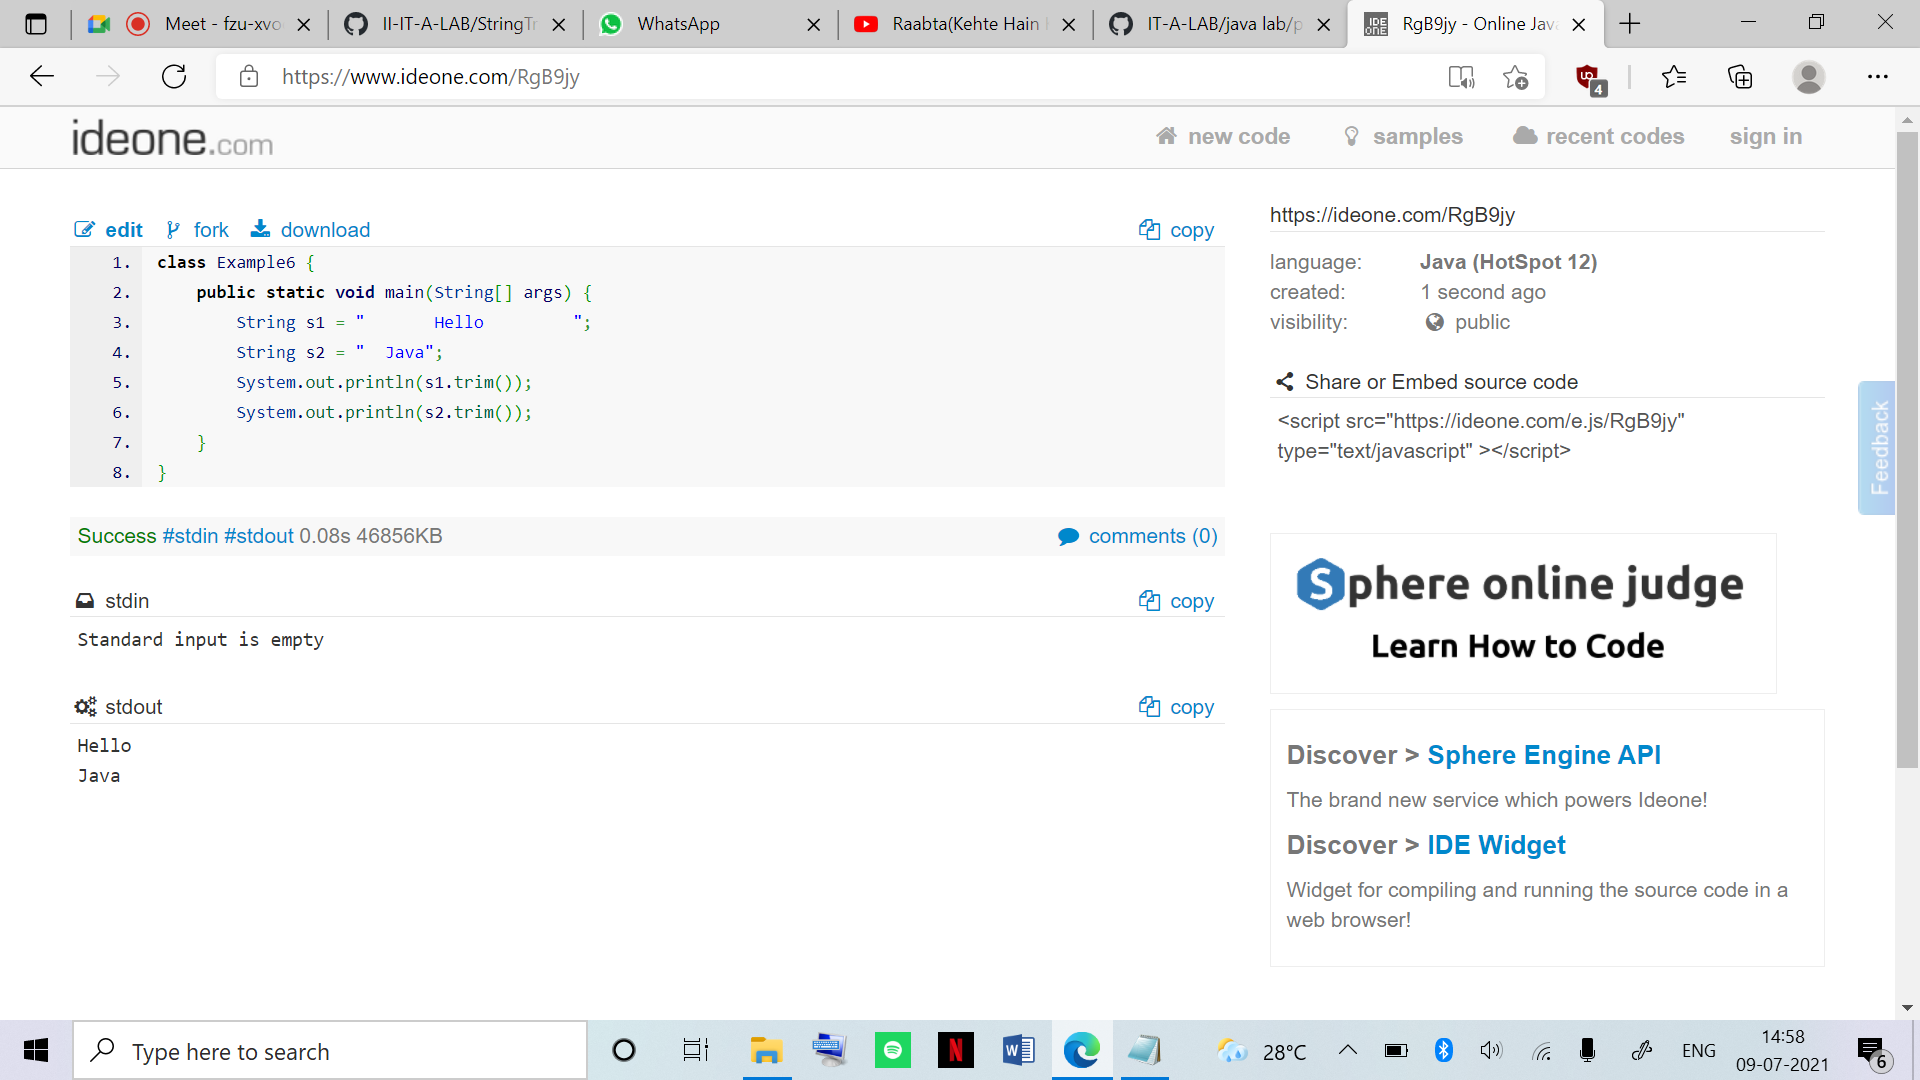 Meet - fzu-xvo
II-IT-A-LAB/StringTr
WhatsApp
Raabta(Kehte Hain
IT-A-LAB/java lab/p
RgB9jy - Online Java
https://www.ideone.com/RgB9jy
4
ideone.com
new code
samples
recent codes
sign in
edit fork download copy
1. class Example6 {
2.     public static void main(String[] args) {
3.         String s1 = "       Hello         ";
4.         String s2 = "  Java";
5.         System.out.println(s1.trim());
6.         System.out.println(s2.trim());
7.     }
8. }
Success #stdin #stdout 0.08s 46856KB
comments (0)
stdin
copy
Standard input is empty
stdout
copy
Hello
Java
https://ideone.com/RgB9jy
language: Java (HotSpot 12)
created: 1 second ago
visibility: public
Share or Embed source code
<script src="https://ideone.com/e.js/RgB9jy"
type="text/javascript" ></script>
Feedback
Sphere online judge
Learn How to Code
Discover > Sphere Engine API
The brand new service which powers Ideone!
Discover > IDE Widget
Widget for compiling and running the source code in a
web browser!
Type here to search
28°C
ENG
14:58
09-07-2021
6